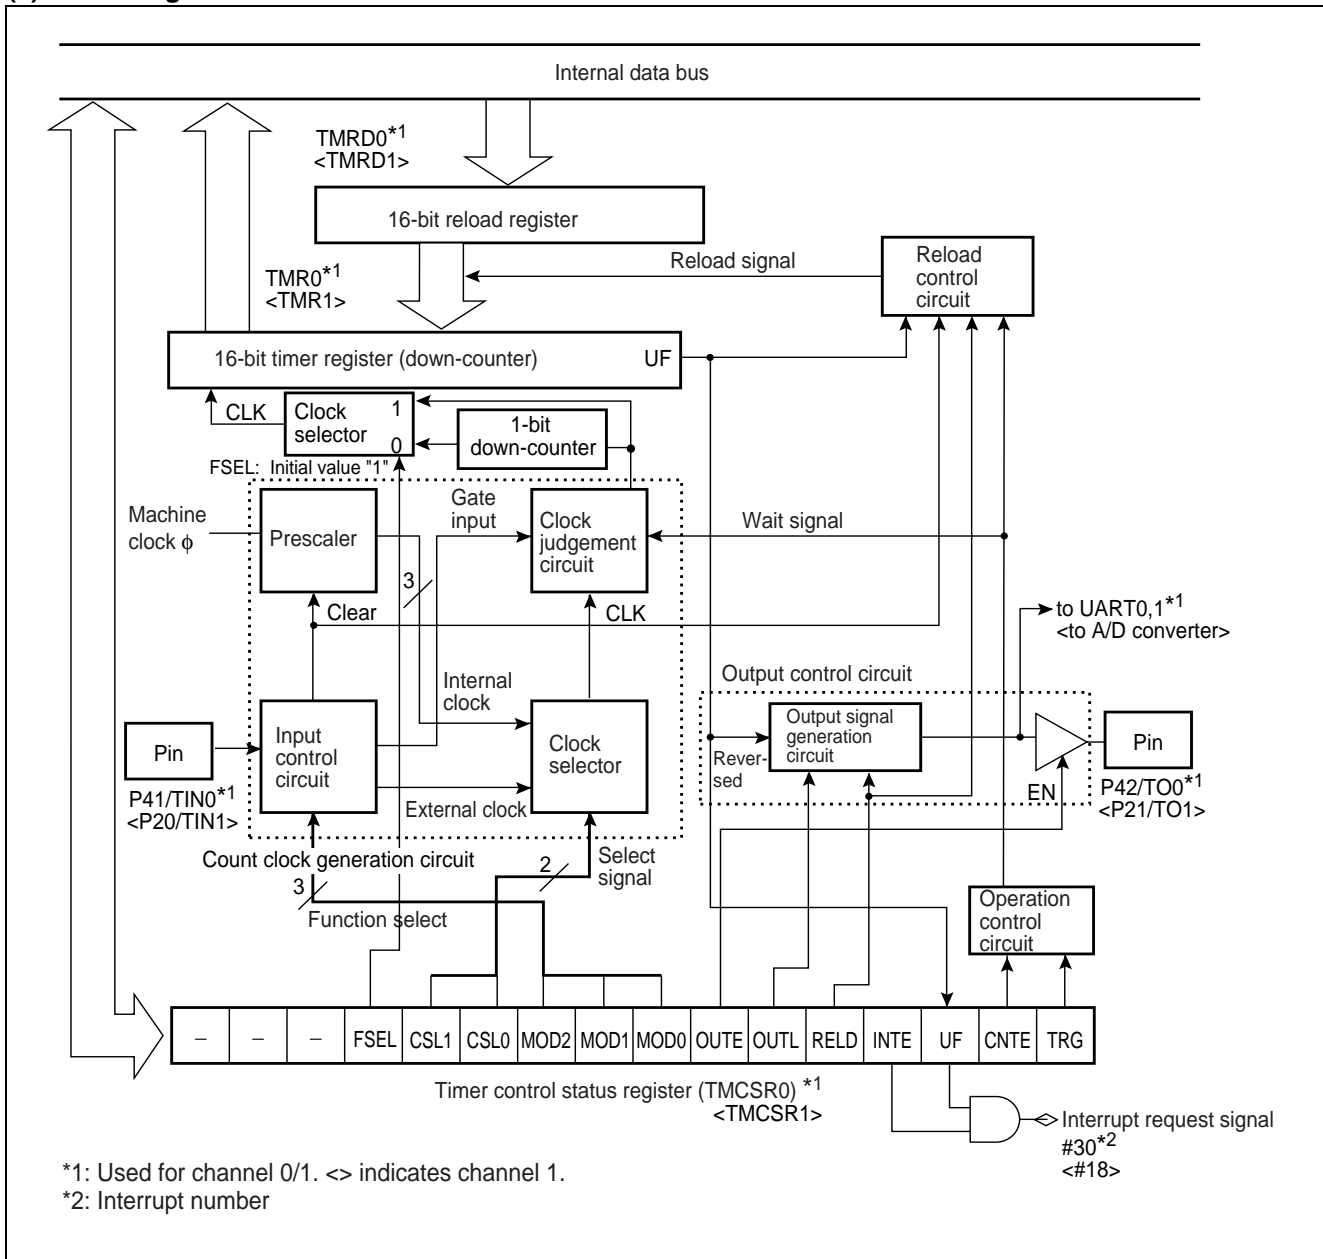 Internal data bus
TMRD0*1
<TMRD1>
16-bit reload register
Reload signal
Reload
control
circuit
TMR0*1
<TMR1>
16-bit timer register (down-counter)
UF
CLK
Clock
selector
1
0
1-bit
down-counter
FSEL: Initial value "1"
Machine
clock ϕ
Prescaler
Gate
input
Clock
judgement
circuit
Wait signal
3
Clear
CLK
to UART0,1*1
<to A/D converter>
Internal
clock
Output control circuit
Pin
Input
control
circuit
Clock
selector
Output signal
generation
circuit
Rever-
sed
Pin
P41/TIN0*1
<P20/TIN1>
External clock
EN
P42/TO0*1
<P21/TO1>
Count clock generation circuit
3
Function select
2
Select
signal
Operation
control
circuit
– – – FSEL CSL1 CSL0 MOD2 MOD1 MOD0 OUTE OUTL RELD INTE UF CNTE TRG
Timer control status register (TMCSR0) *1
<TMCSR1>
Interrupt request signal
#30*2
<#18>
*1: Used for channel 0/1. <> indicates channel 1.
*2: Interrupt number